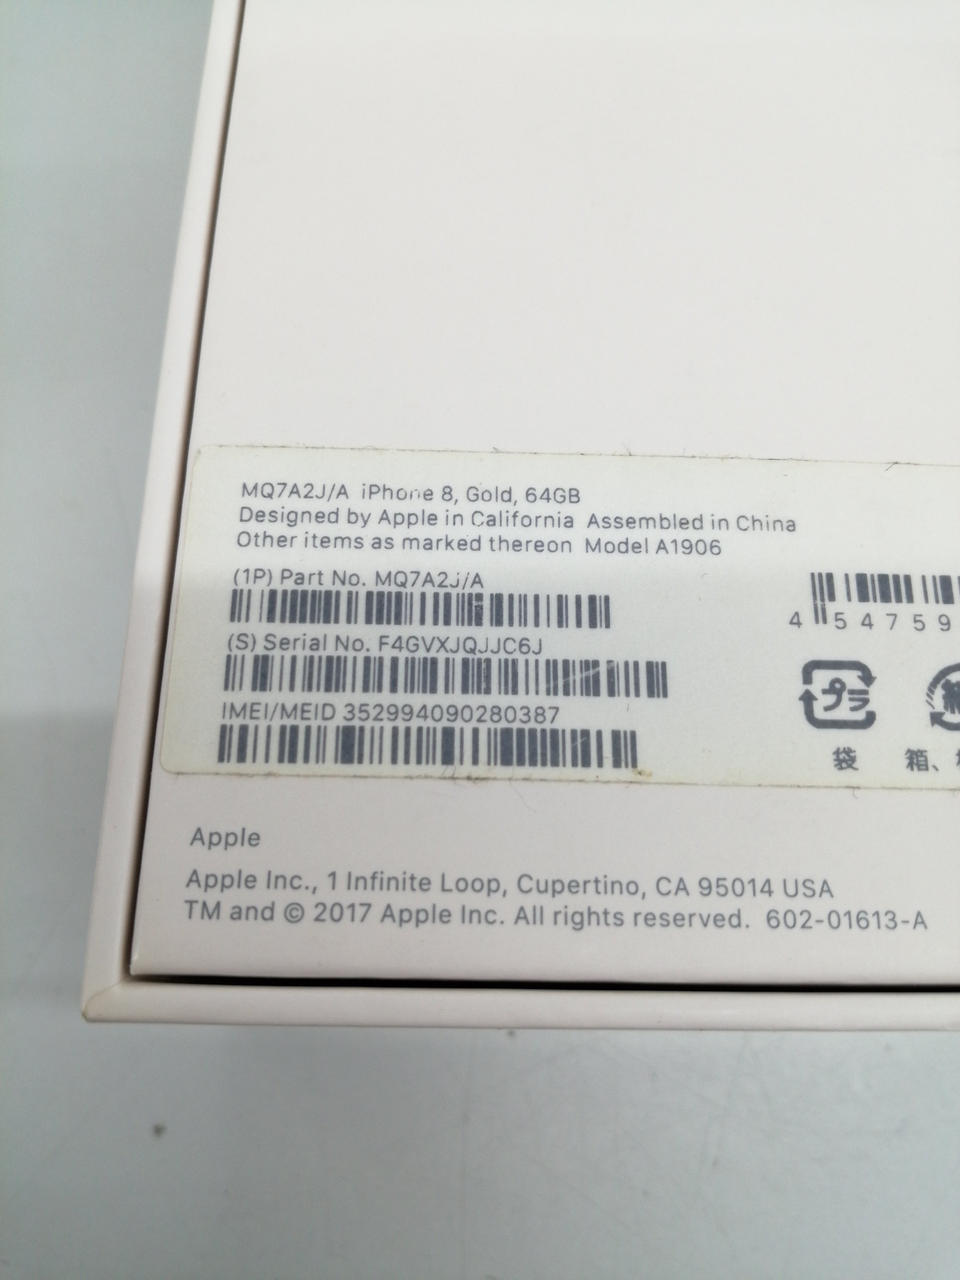 MQ7A2J/A iPhone 8, Gold, 64GB
Designed by Apple in California Assembled in China
Other items as marked thereon Model A1906
(1P) Part No. MQ7A2J/A
(S) Serial No. F4GVXJQJJC6J
IMEI/MEID 352994090280387
4 54759
プラ
袋
箱、
Apple
Apple Inc., 1 Infinite Loop, Cupertino, CA 95014 USA
TM and © 2017 Apple Inc. All rights reserved. 602-01613-A